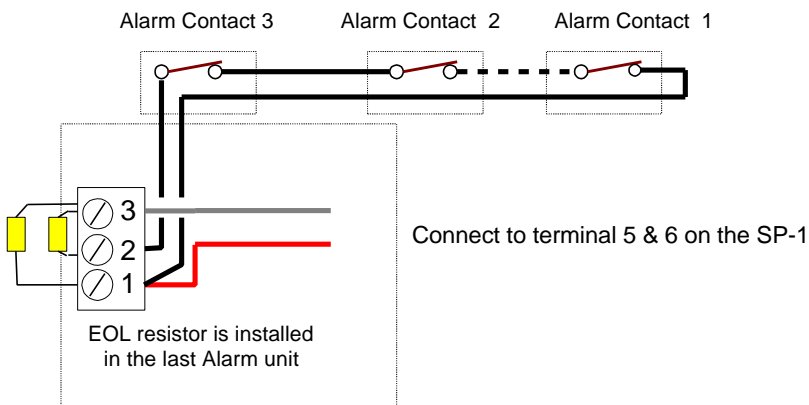 Alarm Contact 3
Alarm Contact 2
Alarm Contact 1
3
2
1
Connect to terminal 5 & 6 on the SP-1
EOL resistor is installed
in the last Alarm unit